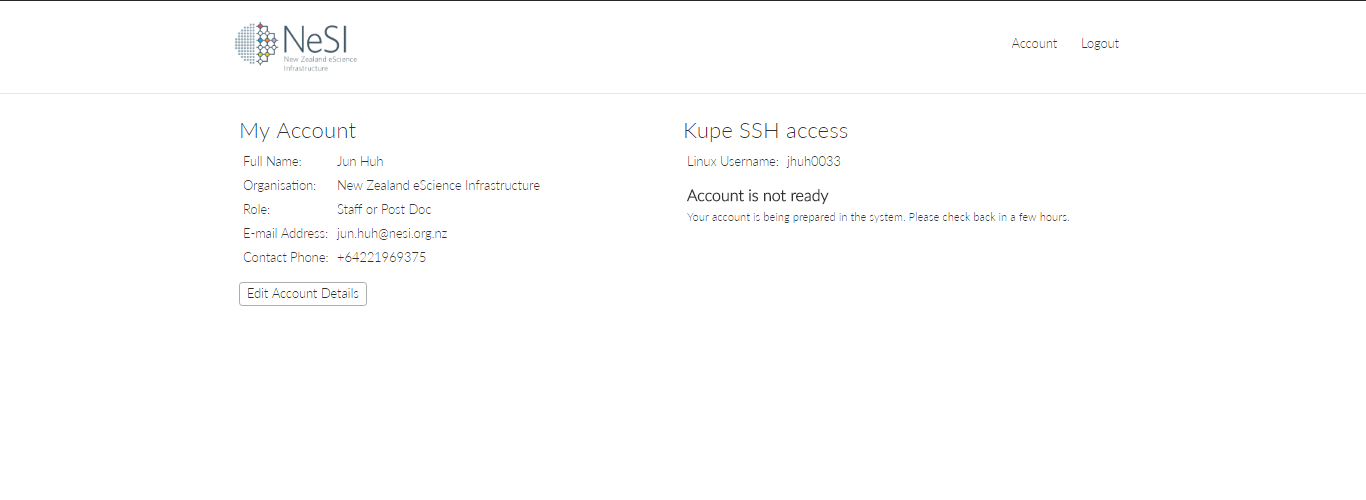 NeSI
New Zealand eScience
Infrastructure
Account Logout
My Account
Full Name: Jun Huh
Organisation: New Zealand eScience Infrastructure
Role: Staff or Post Doc
E-mail Address: jun.huh@nesi.org.nz
Contact Phone: +64221969375
Edit Account Details
Kupe SSH access
Linux Username: jhuh0033
Account is not ready
Your account is being prepared in the system. Please check back in a few hours.